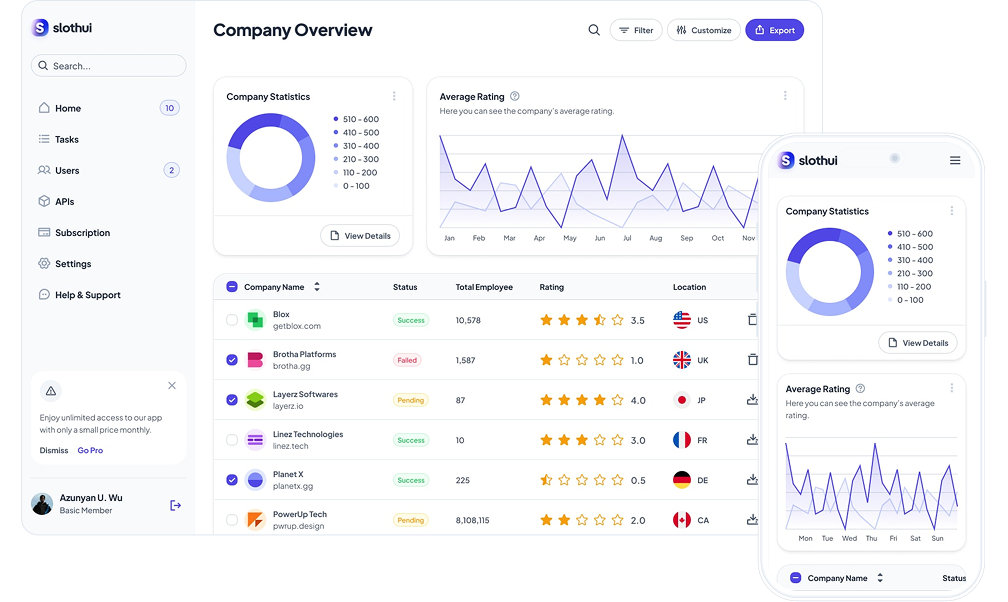 slothui
Search...
Home 10
Tasks
Users 2
APIs
Subscription
Settings
Help & Support
Enjoy unlimited access to our app
with only a small price monthly.
Dismiss Go Pro
Azunyan U. Wu
Basic Member
Company Overview
Filter
Customize
Export
Company Statistics
510 - 600
410 - 500
310 - 400
210 - 300
110 - 200
0 - 100
View Details
Average Rating
Here you can see the company's average rating.
Jan Feb Mar Apr May Jun Jul Aug Sep Oct Nov
Company Name Status Total Employee Rating Location
Blox
getblox.com
Success 10,578 3.5 US
Brotha Platforms
brotha.gg
Failed 1,587 1.0 UK
Layerz Softwares
layerz.io
Pending 87 4.0 JP
Linez Technologies
linez.tech
Success 10 3.0 FR
Planet X
planetx.gg
Success 225 0.5 DE
PowerUp Tech
pwrup.design
Pending 8,108,115 2.0 CA
slothui
Company Statistics
510 - 600
410 - 500
310 - 400
210 - 300
110 - 200
0 - 100
View Details
Average Rating
Here you can see the company's average
rating.
Mon Tue Wed Thu Fri Sat Sun
Company Name Status